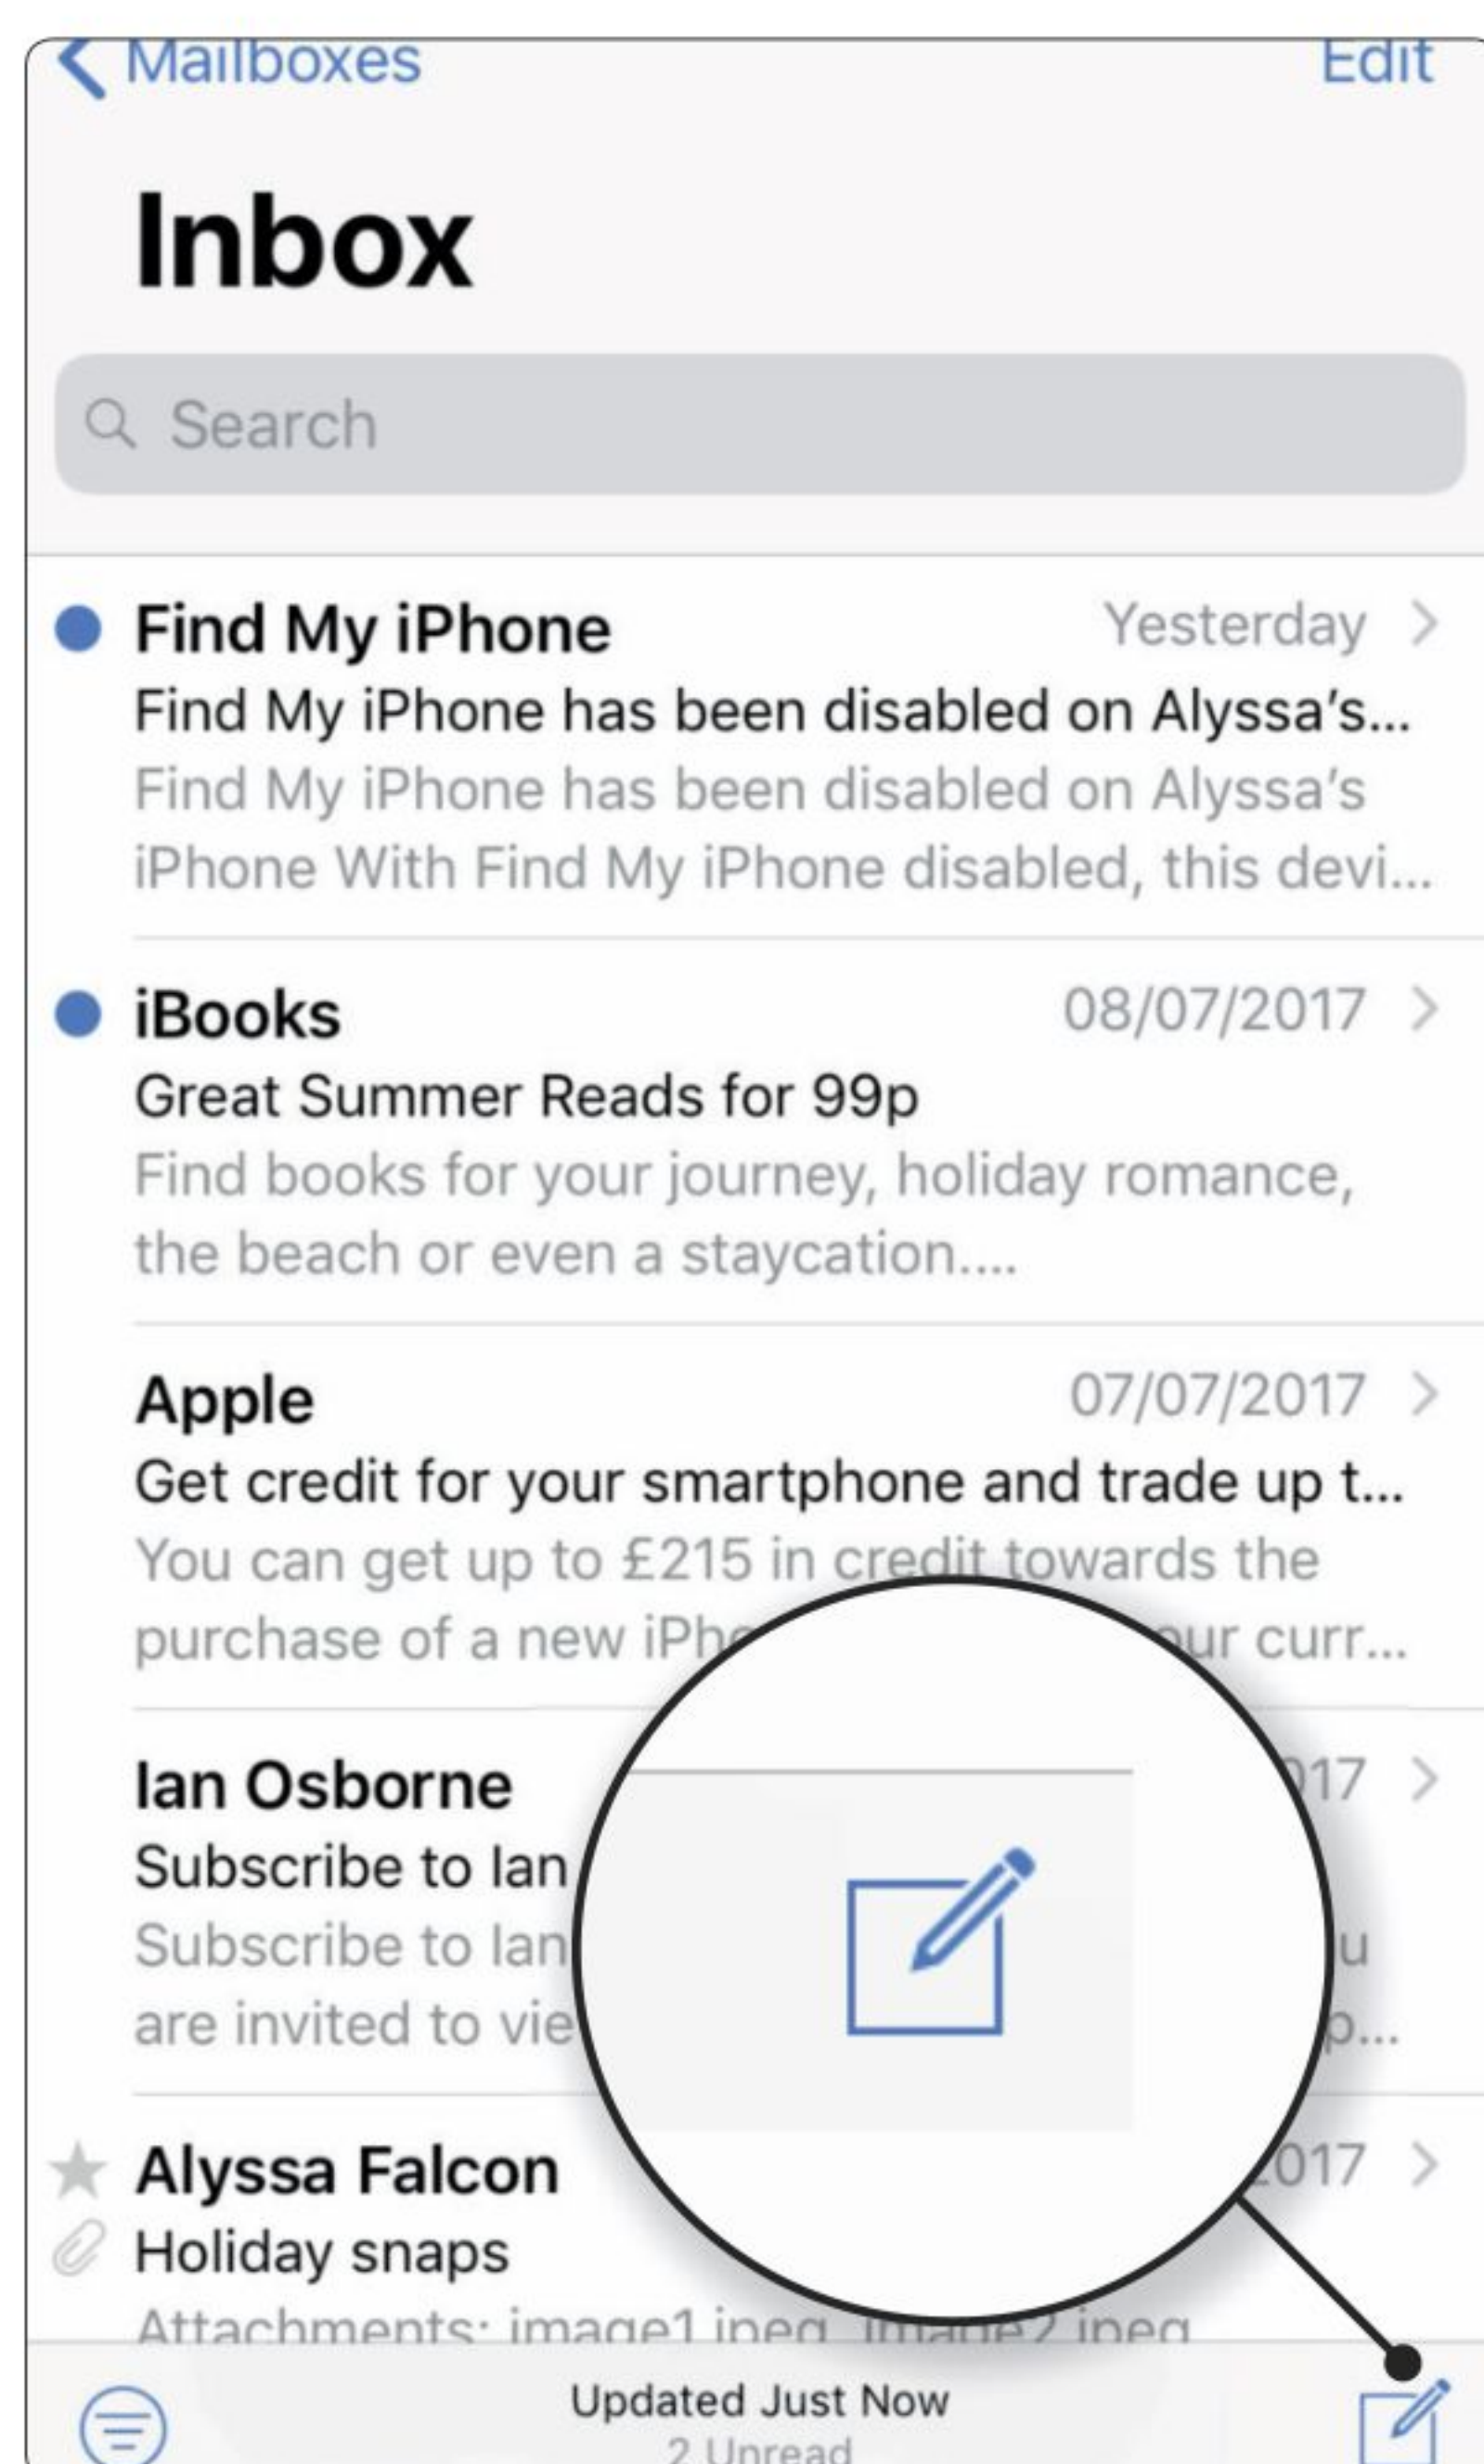 Mailboxes Edit
Inbox
Search
Find My iPhone Yesterday
Find My iPhone has been disabled on Alyssa’s...
Find My iPhone has been disabled on Alyssa’s
iPhone With Find My iPhone disabled, this devi...
iBooks 08/07/2017
Great Summer Reads for 99p
Find books for your journey, holiday romance,
the beach or even a staycation....
Apple 07/07/2017
Get credit for your smartphone and trade up t...
You can get up to £215 in credit towards the
purchase of a new curr...
Ian Osborne
Subscribe to Ian
Subscribe to Ian
are invited to
Alyssa Falcon
Holiday snaps
Attachments: image1.jpeg, image2.jpeg
Updated Just Now
2 Unread